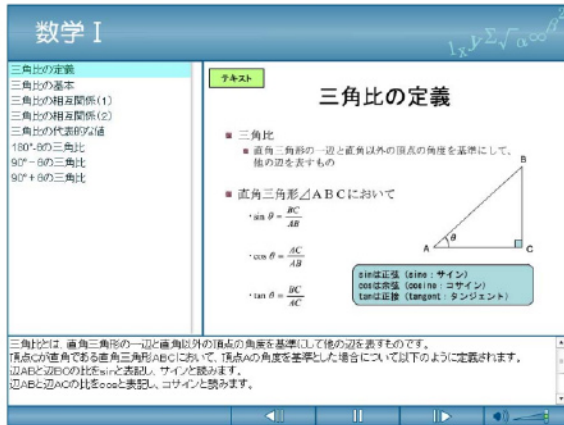 数学Ⅰ
三角比の定義
三角比の基本
三角比の相互関係(1)
三角比の相互関係(2)
三角比の代表的な値
180°-θの三角比
90°-θの三角比
90°+θの三角比
テキスト
三角比の定義
■ 三角比
■ 直角三角形の一辺と直角以外の頂点の角度を基準にして、
他の辺を表すもの
■ 直角三角形⊿ABCにおいて
・sin θ = BC/AB
・cos θ = AC/AB
・tan θ = BC/AC
B
A
θ
C
sinは正弦(sine:サイン)
cosは余弦(cosine:コサイン)
tanは正接(tangent:タンジェント)
三角比とは、直角三角形の一辺と直角以外の頂点の角度を基準にして他の辺を表すものです。
頂点Cが直角である直角三角形ABCにおいて、頂点Aの角度を基準とした場合について以下のように定義されます。
辺ABと辺BCの比をsinと表記し、サインと読みます。
辺ABと辺ACの比をcosと表記し、コサインと読みます。